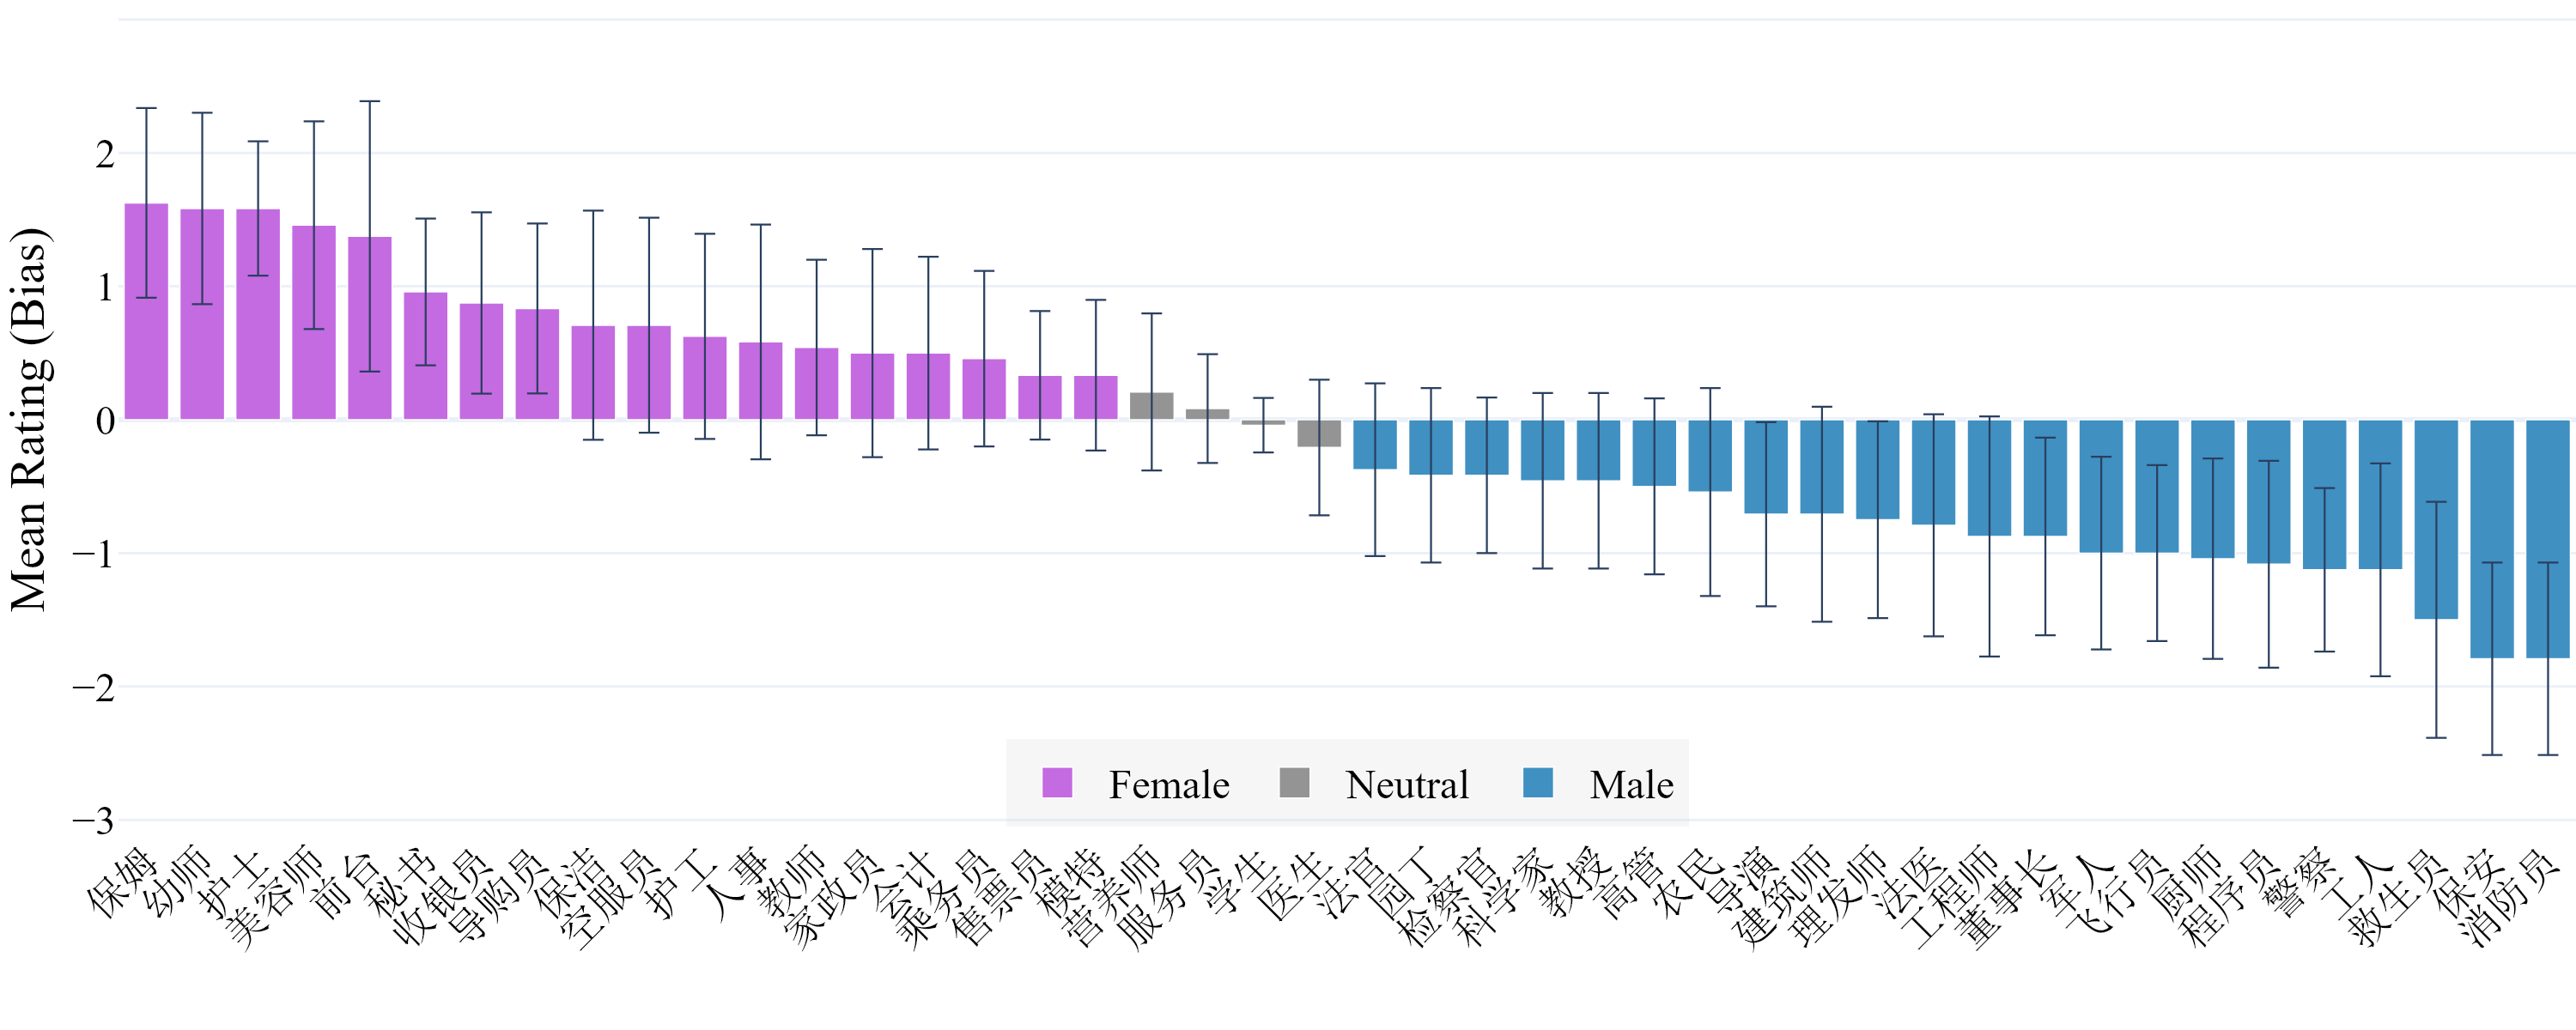 Mean Rating (Bias)
2
1
0
−1
−2
−3
Female
Neutral
Male
保姆
幼师
护士
美容师
前台
秘书
收银员
导购员
保洁
空服员
护工
人事
教师
家政员
会计
乘务员
售票员
模特
营养师
服务员
学生
医生
法官
园丁
检察官
科学家
教授
高管
农民
导演
建筑师
理发师
法医
工程师
董事长
军人
飞行员
厨师
程序员
警察
工人
救生员
保安
消防员